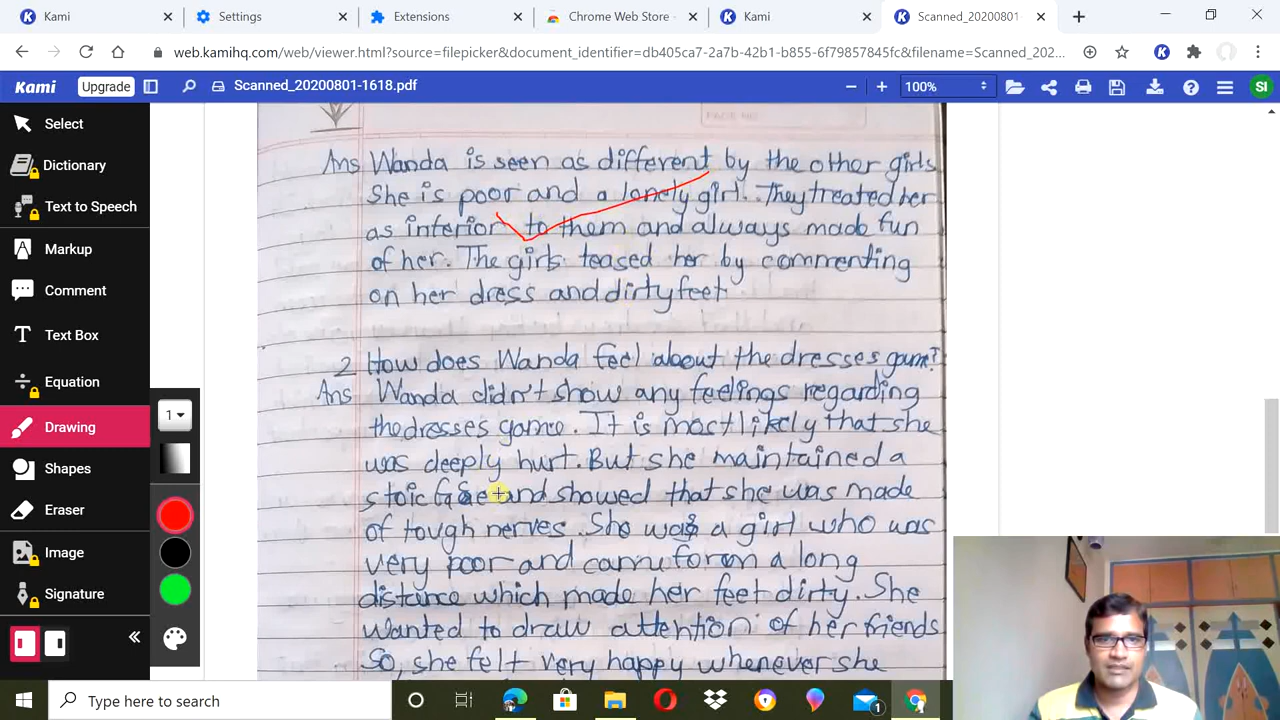 Kami
Settings
Extensions
Chrome Web Store
Kami
Scanned_20200801
web.kamihq.com/web/viewer.html?source=filepicker&document_identifier=db405ca7-2a7b-42b1-b855-6f79857845fc&filename=Scanned_202...
Kami Upgrade Scanned_20200801-1618.pdf 100% SI
Select
Dictionary
Text to Speech
Markup
Comment
Text Box
Equation
Drawing
Shapes
Eraser
Image
Signature
1
PAGE NO
Ans Wanda is seen as different by the other girls
She is poor and a lonely girl. They treated her
as inferior to them and always made fun
of her. The girls teased her by commenting
on her dress and dirty feet
2 How does Wanda feel about the dresses game?
Ans Wanda didn't show any feelings regarding
the dresses game. It is most likely that she
was deeply hurt. But she maintained a
stoic face and showed that she was made
of tough nerves. She was a girl who was
very poor and came from a long
distance which made her feet dirty. She
wanted to draw attention of her friends
So, she felt very happy whenever she
Type here to search
1